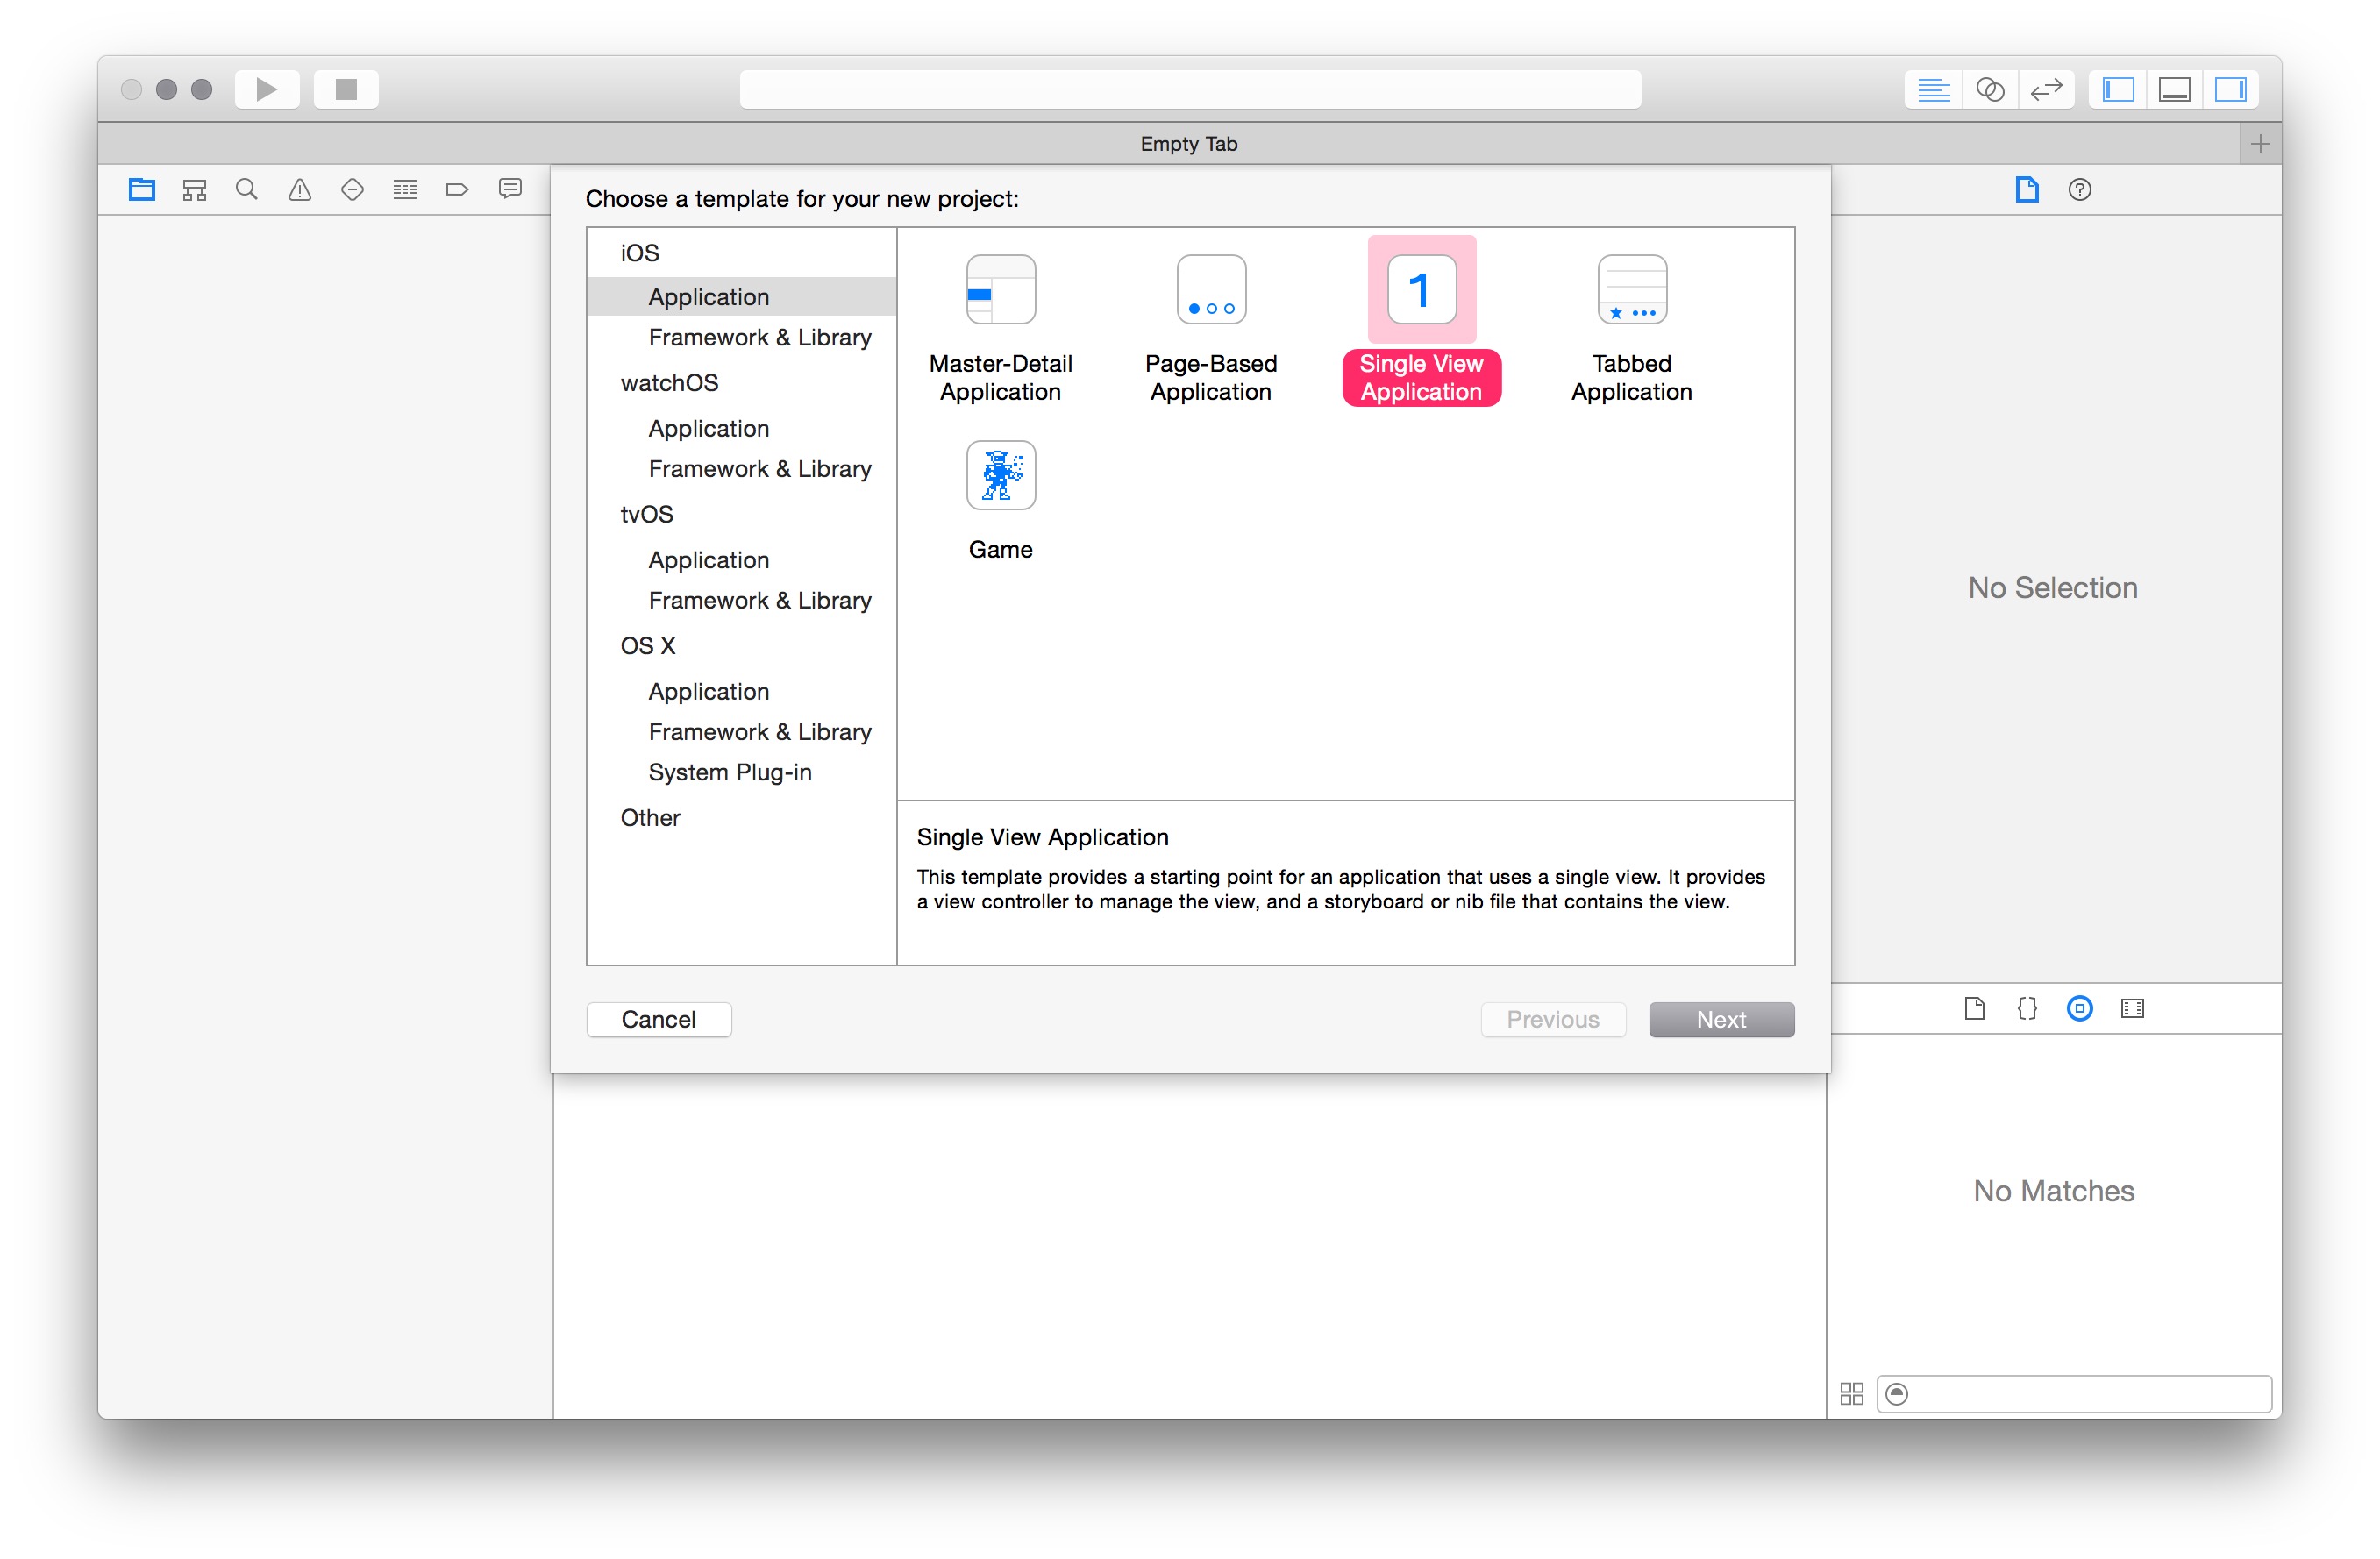 Empty Tab
Choose a template for your new project:
iOS
Application
Framework & Library
watchOS
Application
Framework & Library
tvOS
Application
Framework & Library
OS X
Application
Framework & Library
System Plug-in
Other
Master-Detail
Application
Page-Based
Application
1
Single View
Application
Tabbed
Application
Game
Single View Application
This template provides a starting point for an application that uses a single view. It provides
a view controller to manage the view, and a storyboard or nib file that contains the view.
Cancel
Previous
Next
No Selection
{}
No Matches